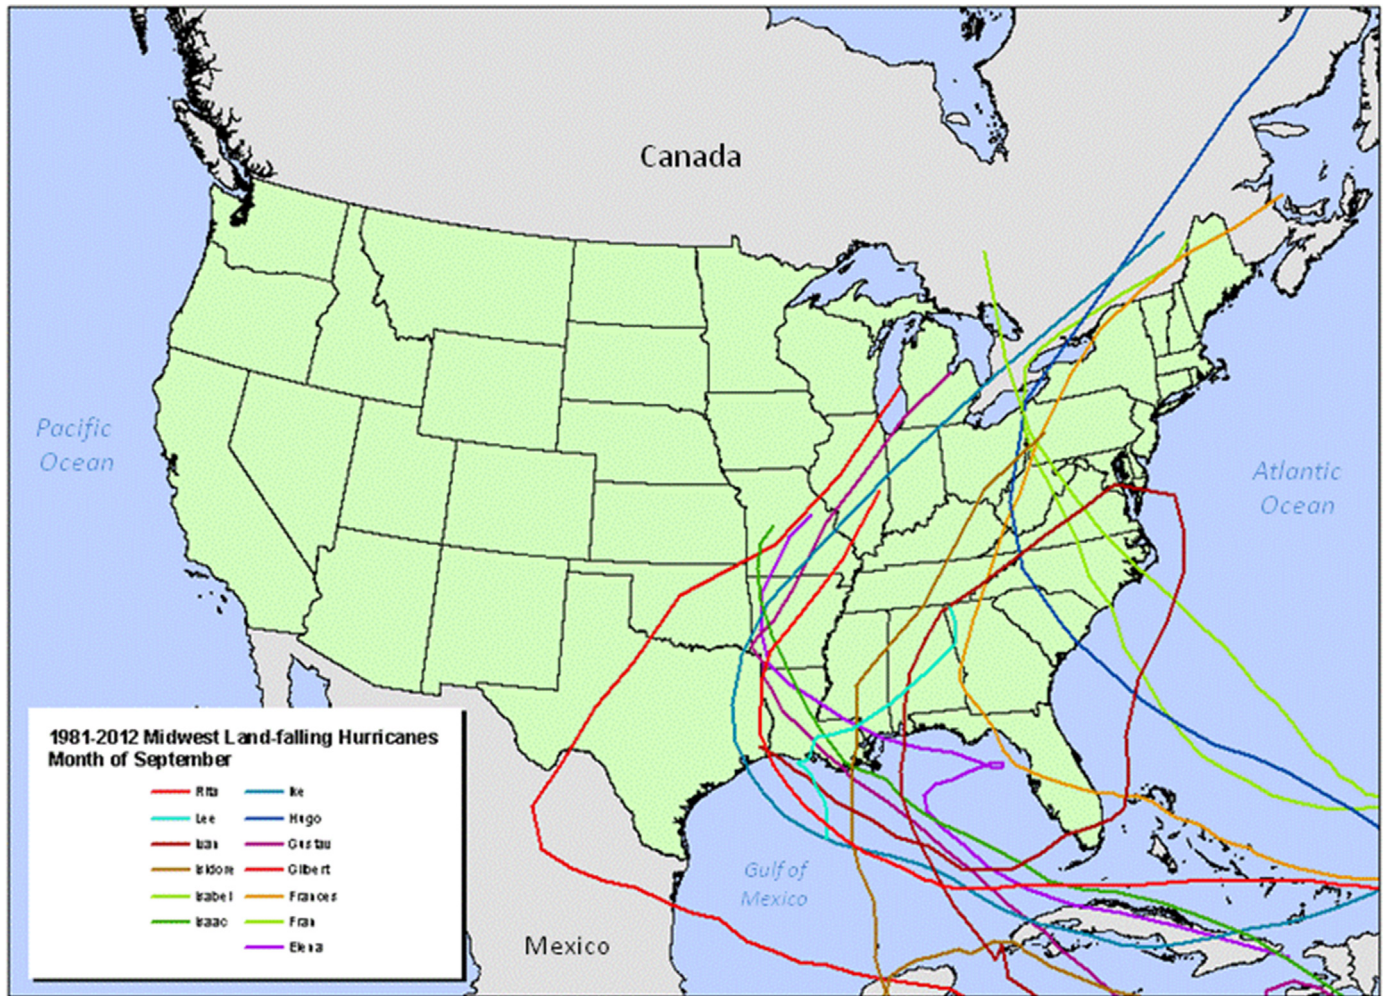 Canada
Pacific
Ocean
Atlantic
Ocean
1981-2012 Midwest Land-falling Hurricanes
Month of September
Rita
Ike
Lee
Hugo
Ivan
Gustav
Isidore
Gilbert
Isabel
Frances
Isaac
Fran
Elena
Gulf of
Mexico
Mexico